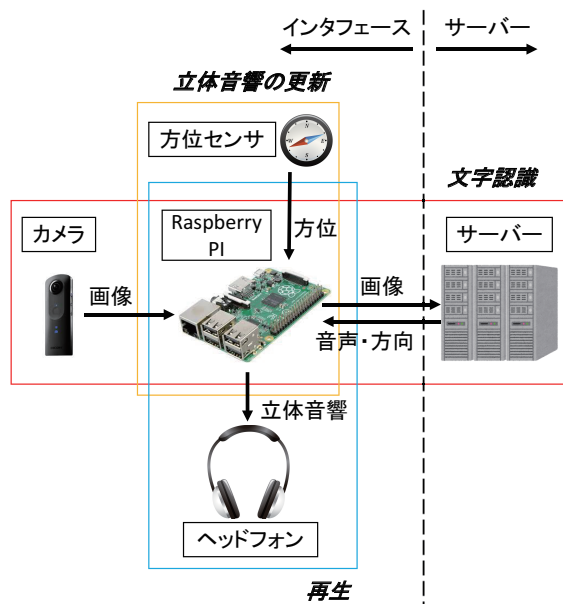 インタフェース
サーバー
立体音響の更新
方位センサ
N
W
E
S
文字認識
カメラ
Raspberry
PI
方位
サーバー
画像
画像
音声・方向
立体音響
ヘッドフォン
再生